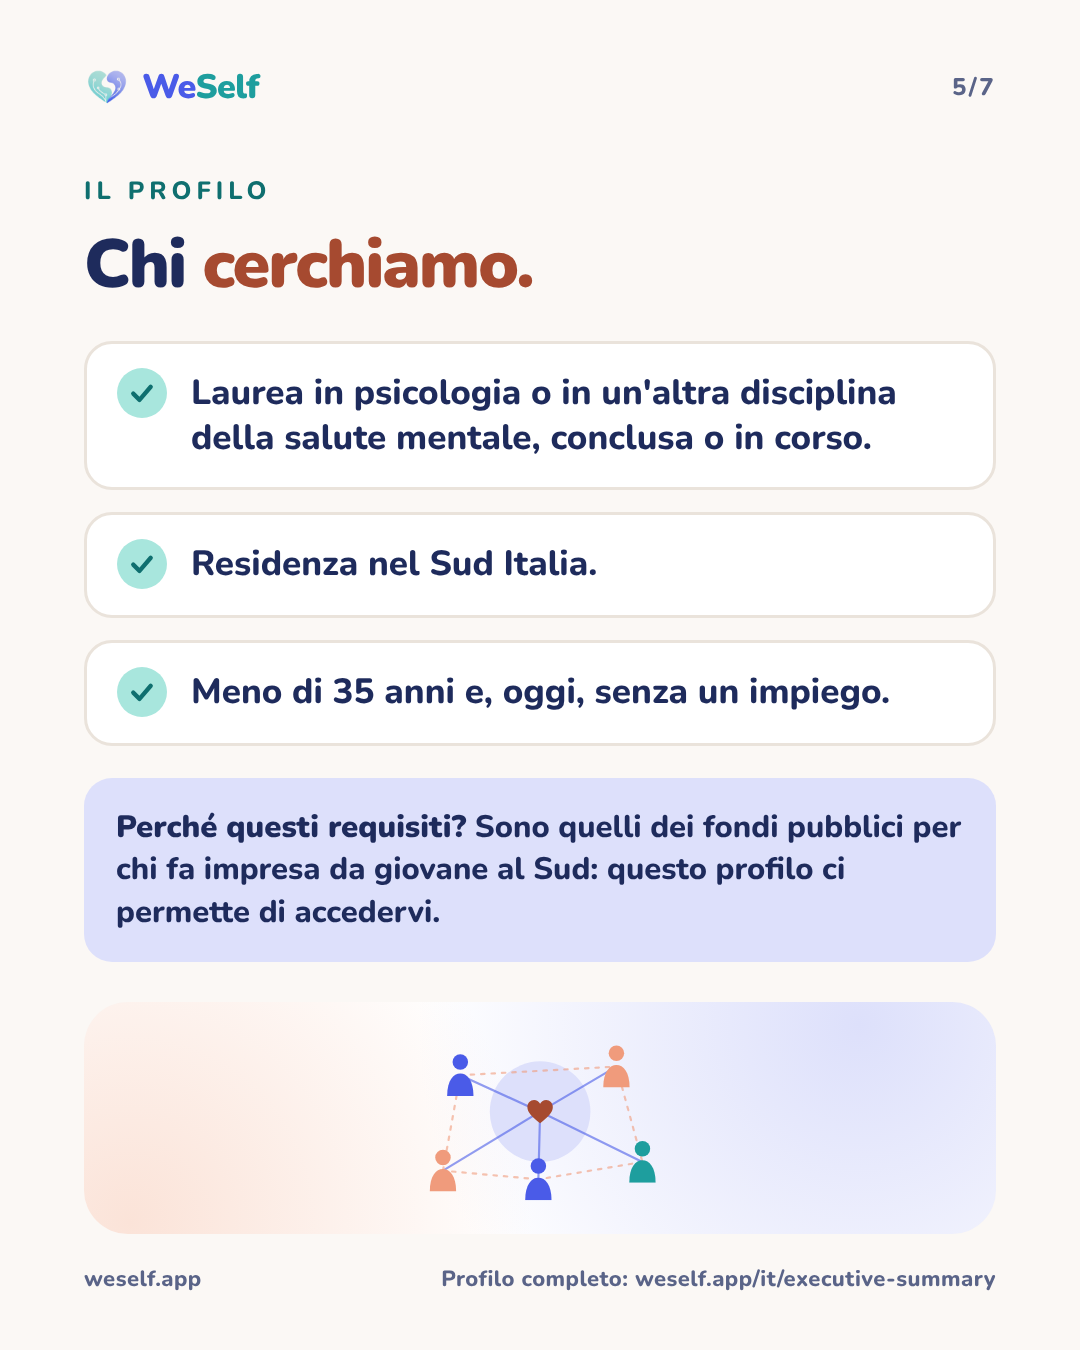 WeSelf
5/7
IL PROFILO
Chi cerchiamo.
Laurea in psicologia o in un'altra disciplina
della salute mentale, conclusa o in corso.
Residenza nel Sud Italia.
Meno di 35 anni e, oggi, senza un impiego.
Perché questi requisiti? Sono quelli dei fondi pubblici per
chi fa impresa da giovane al Sud: questo profilo ci
permette di accedervi.
weself.app
Profilo completo: weself.app/it/executive-summary